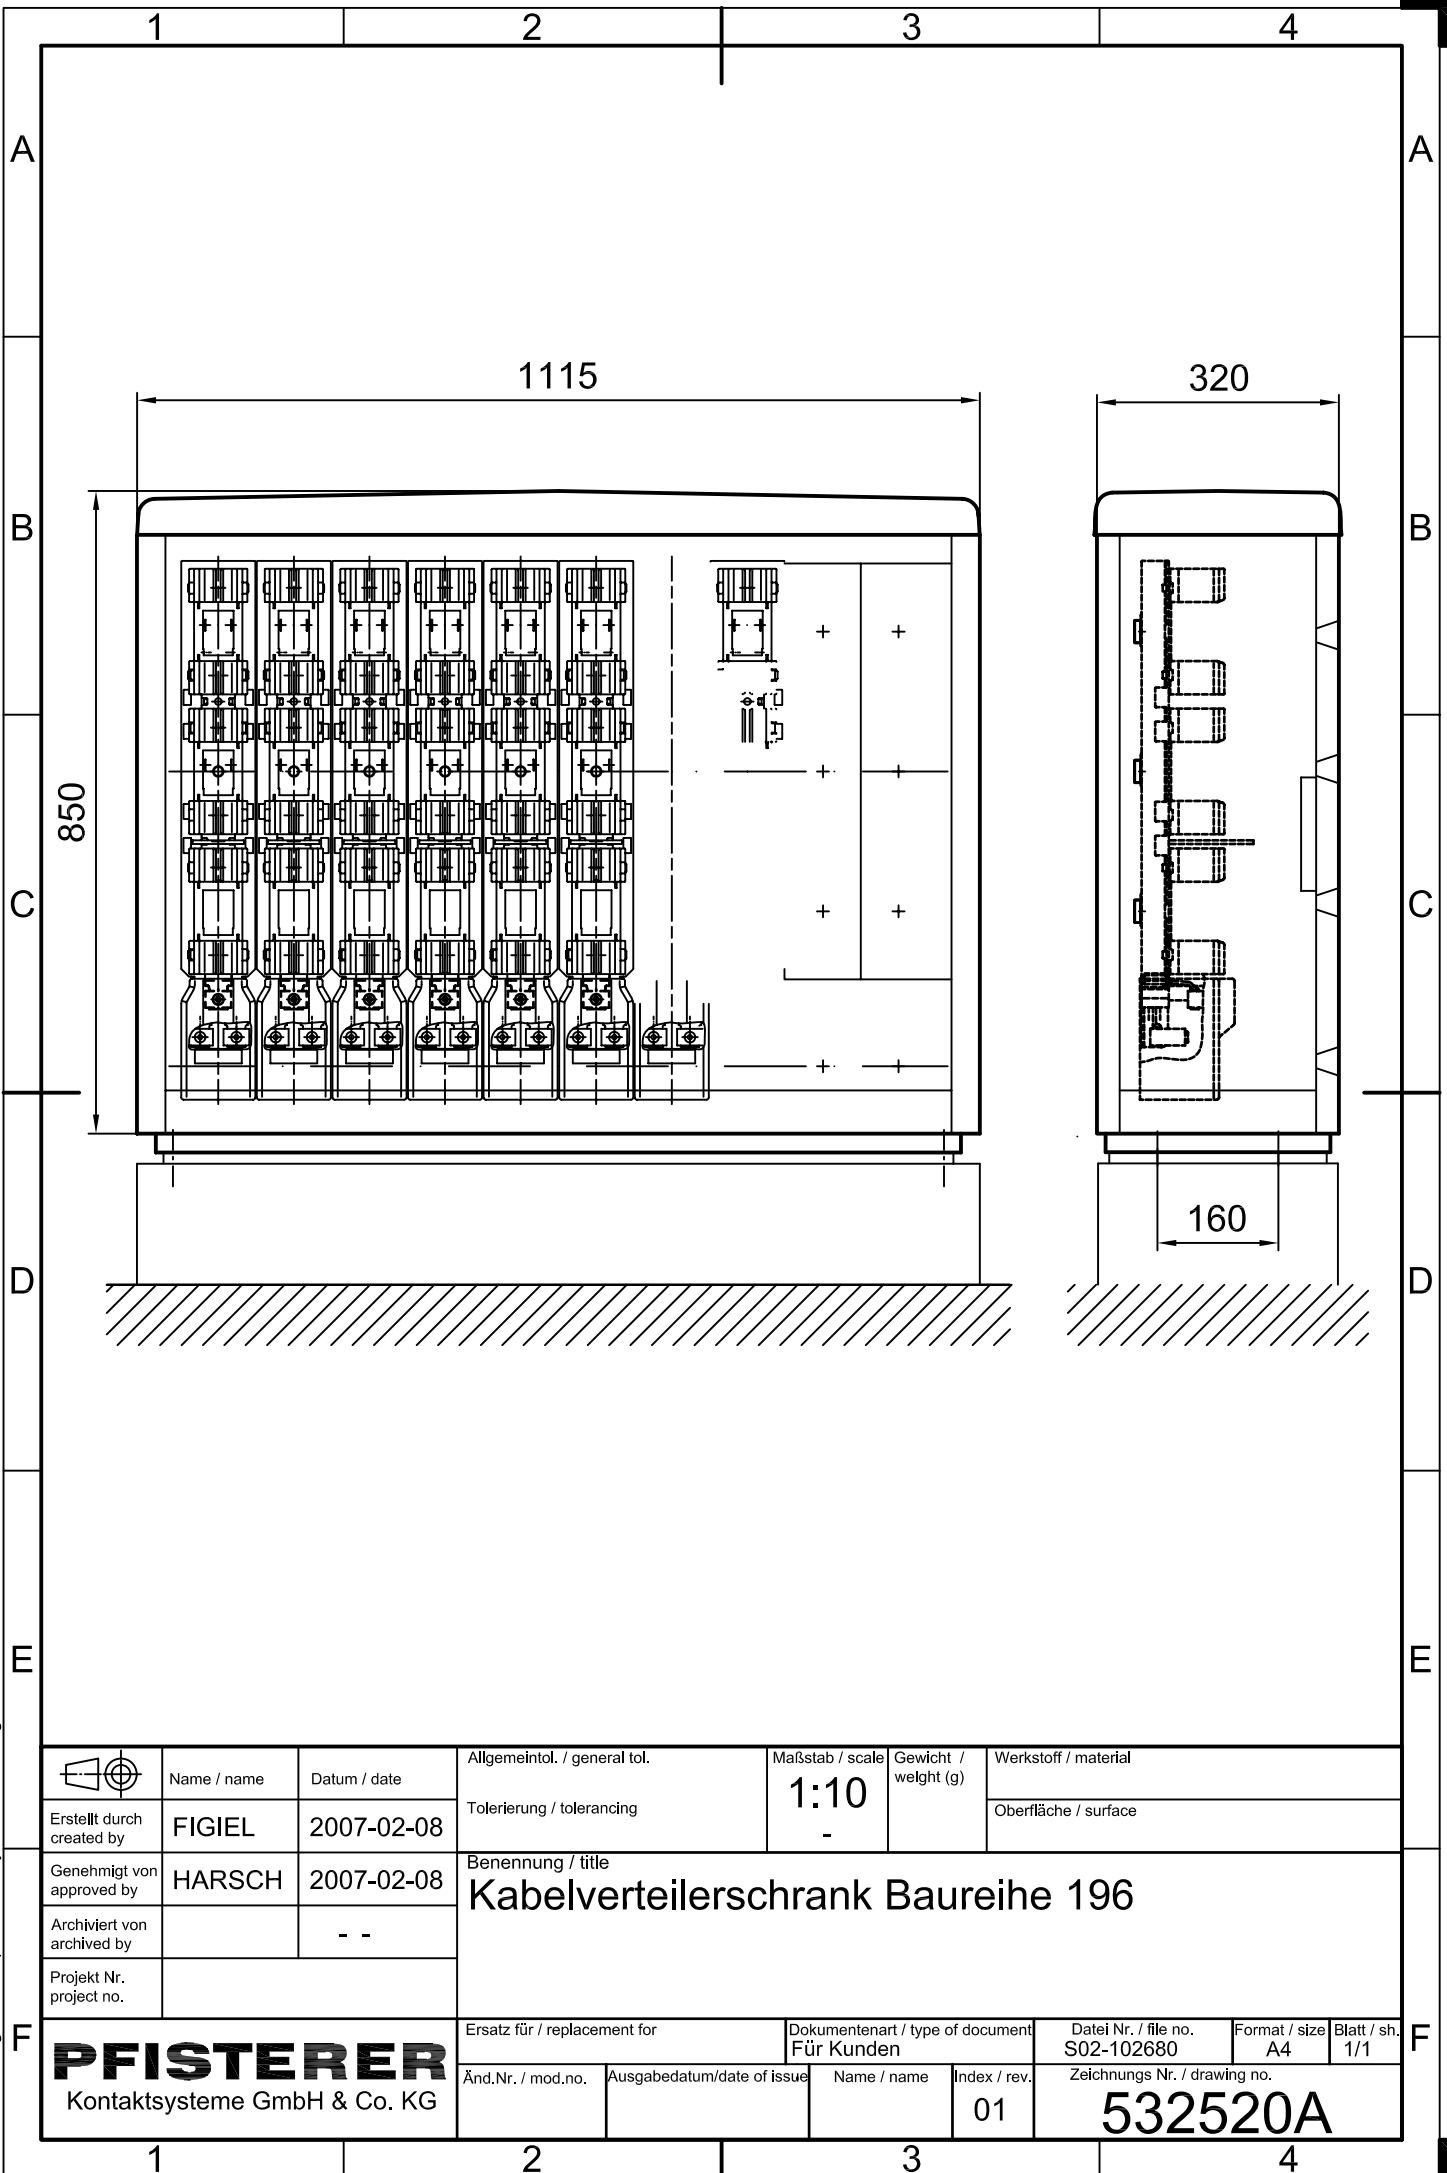 1 2 3 4
A A
1115 320
B B
850
C C
160
D D
E E
Name / name Datum / date
Allgemeintol. / general tol.
Maßstab / scale
1:10
-
Gewicht /
weight (g)
Werkstoff / material
Tolerierung / tolerancing
Oberfläche / surface
Erstellt durch
created by
FIGIEL 2007-02-08
Genehmigt von
approved by
HARSCH 2007-02-08
Benennung / title
Kabelverteilerschrank Baureihe 196
Archiviert von
archived by
- -
Projekt Nr.
project no.
F F
PFISTERER
Kontaktsysteme GmbH & Co. KG
Ersatz für / replacement for
Dokumentenart / type of document
Für Kunden
Datei Nr. / file no.
S02-102680
Format / size
A4
Blatt / sh.
1/1
Änd.Nr. / mod.no.
Ausgabedatum/date of issue
Name / name
Index / rev.
01
Zeichnungs Nr. / drawing no.
532520A
1 2 3 4